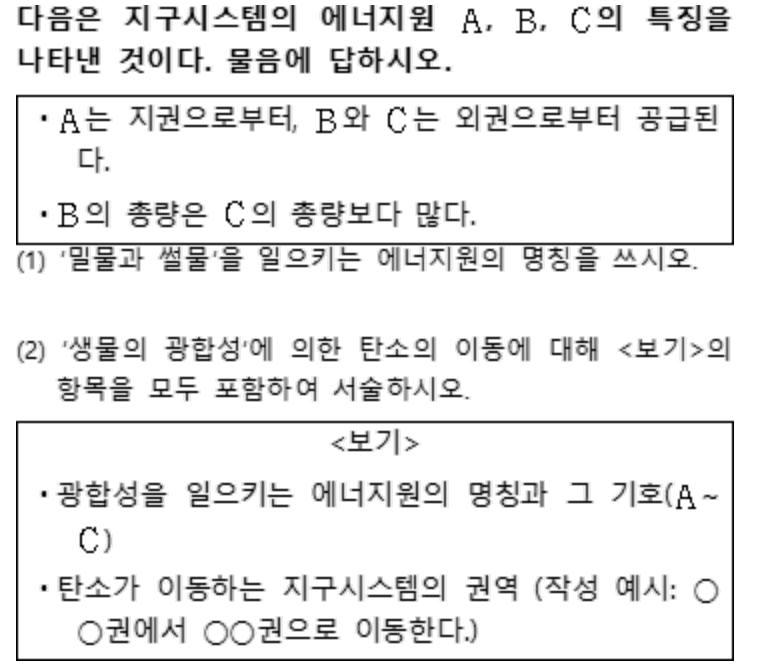 다음은 지구시스템의 에너지원 A, B, C의 특징을
나타낸 것이다. 물음에 답하시오.
・A는 지권으로부터, B와 C는 외권으로부터 공급된
다.
・B의 총량은 C의 총량보다 많다.
(1) '밀물과 썰물'을 일으키는 에너지원의 명칭을 쓰시오.
(2) '생물의 광합성'에 의한 탄소의 이동에 대해 <보기>의
항목을 모두 포함하여 서술하시오.
<보기>
・광합성을 일으키는 에너지원의 명칭과 그 기호(A~
C)
・탄소가 이동하는 지구시스템의 권역 (작성 예시: ○
○권에서 ○○권으로 이동한다.)